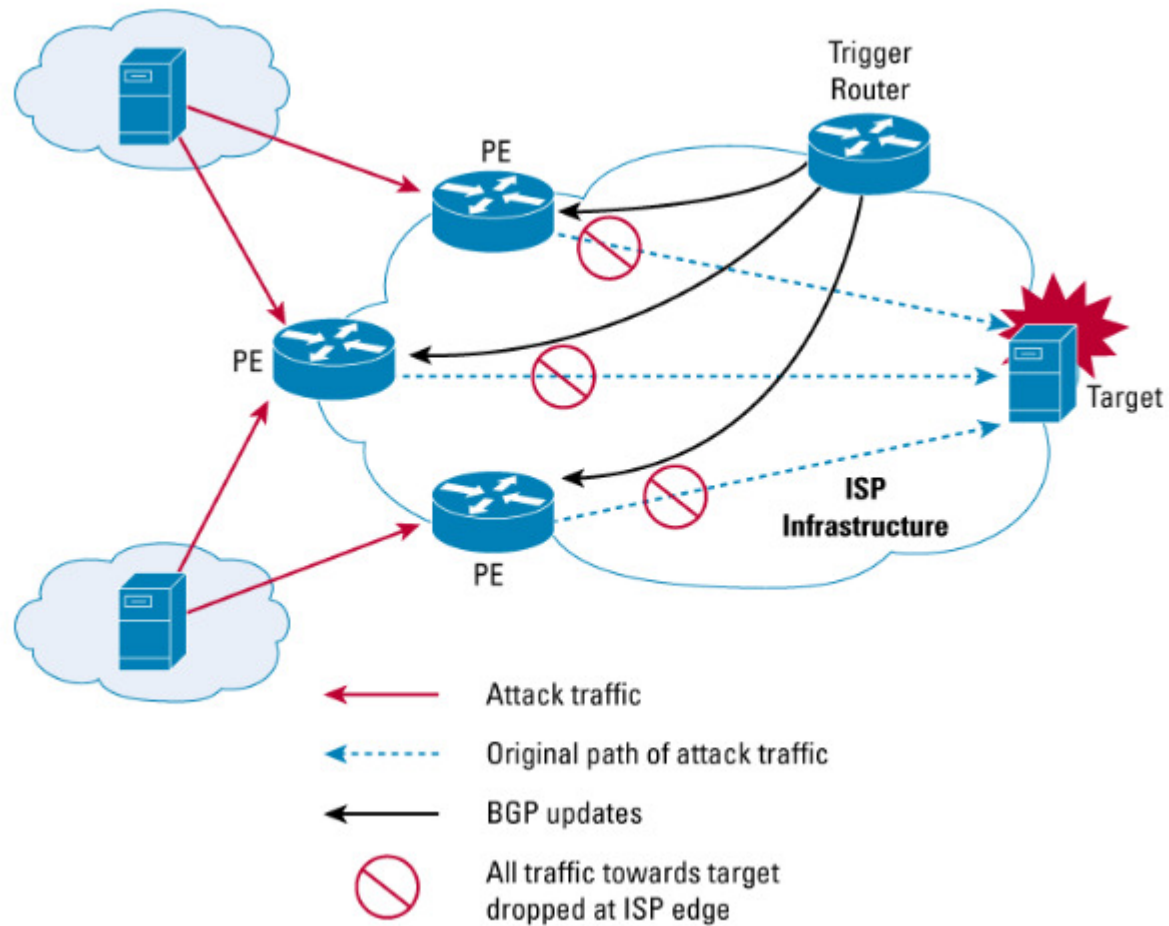 Trigger
Router
PE
PE
Target
ISP
Infrastructure
PE
Attack traffic
Original path of attack traffic
BGP updates
All traffic towards target
dropped at ISP edge